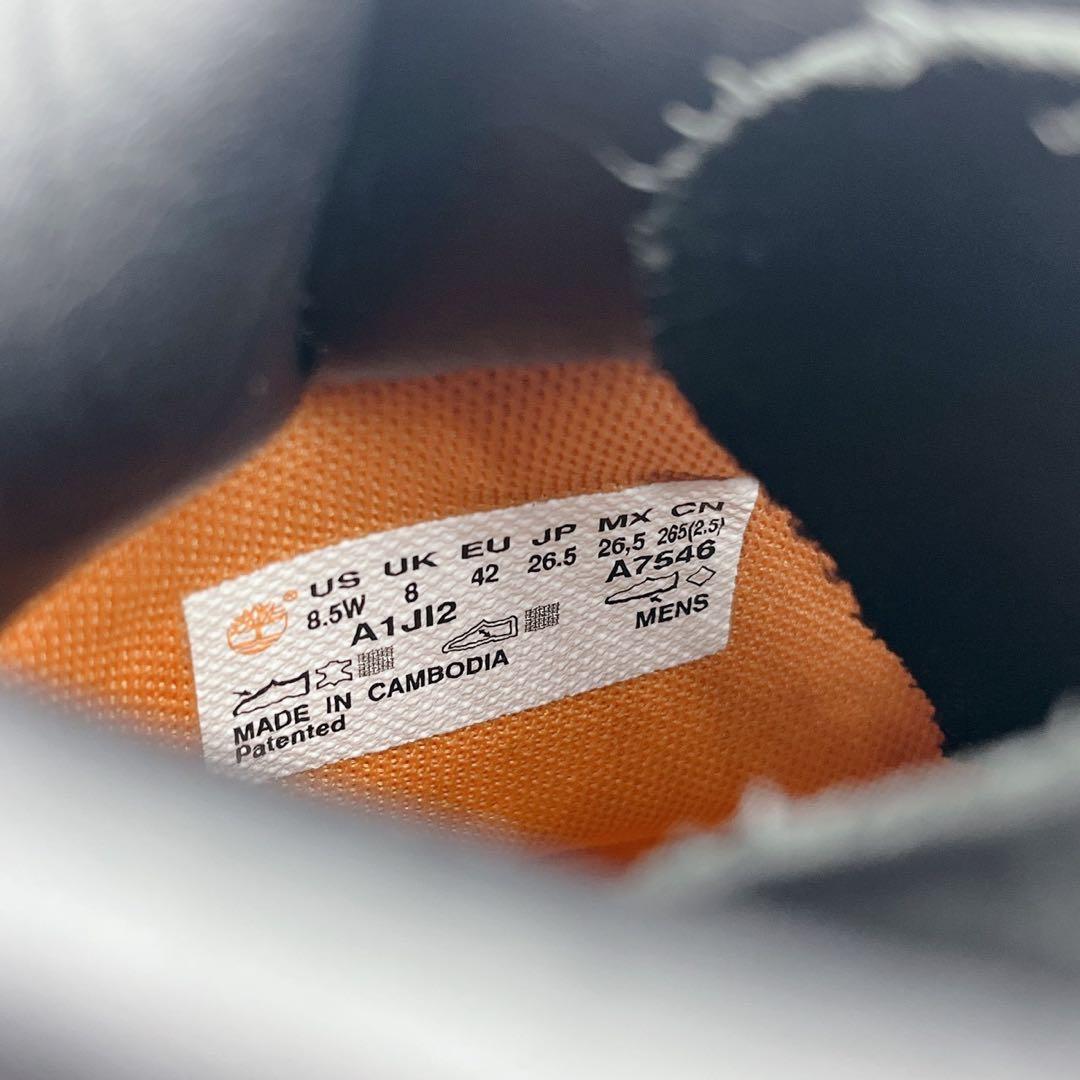 US UK EU JP MX CN
8.5W 8 42 26.5 26,5 265(2.5)
A1JI2 A7546
MENS
MADE IN CAMBODIA
Patented